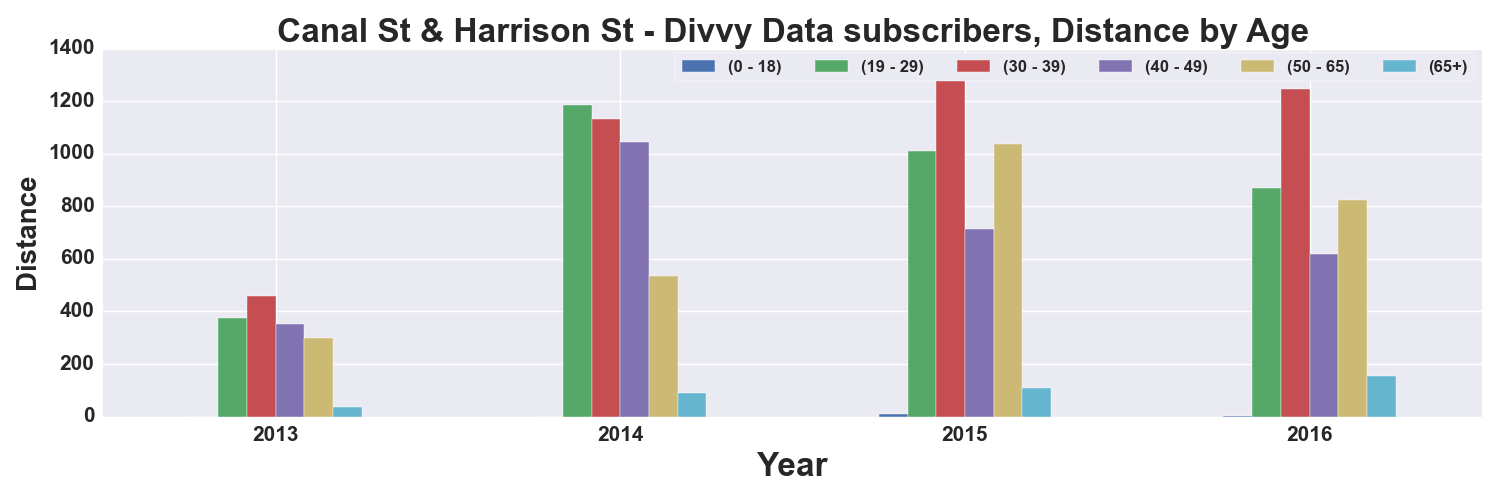 Canal St & Harrison St - Divvy Data subscribers, Distance by Age
(0 - 18) (19 - 29) (30 - 39) (40 - 49) (50 - 65) (65+)
Distance
1400
1200
1000
800
600
400
200
0
2013 2014 2015 2016
Year